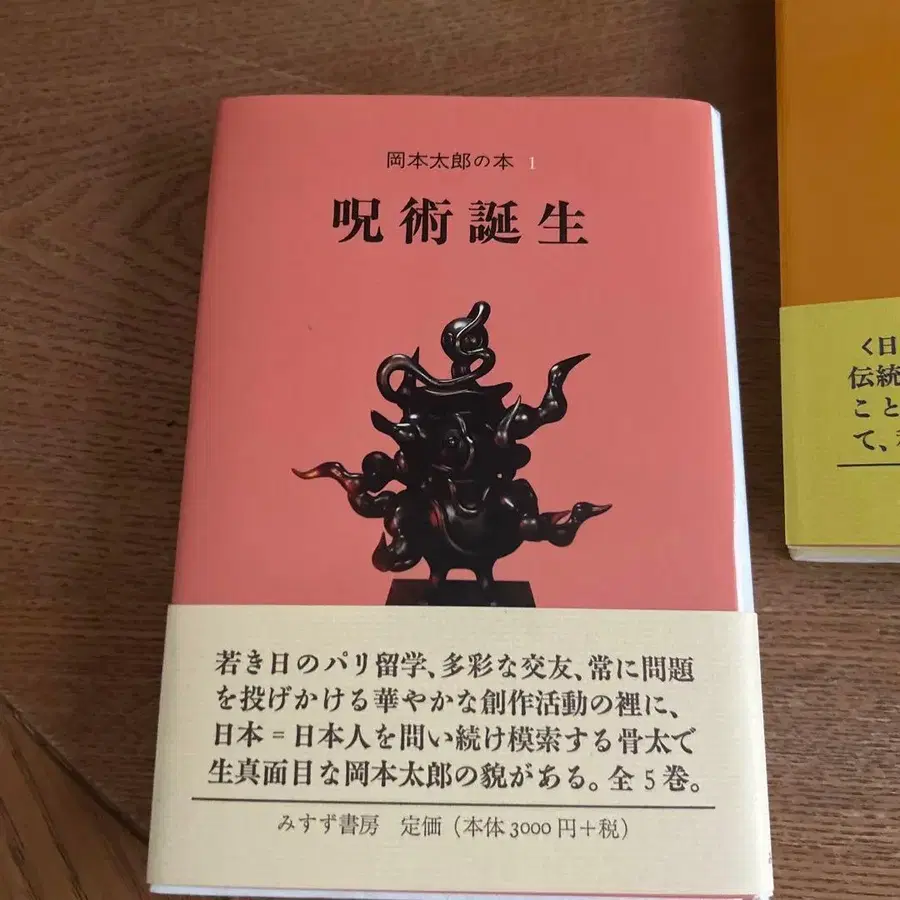 岡本太郎の本 1
呪術誕生
若き日のパリ留学、多彩な交友、常に問題
を投げかける華やかな創作活動の裡に、
日本=日本人を問い続け模索する骨太で
生真面目な岡本太郎の貌がある。全5巻。
みすず書房 定価(本体3000円+税)
く日
伝統
こと
て、